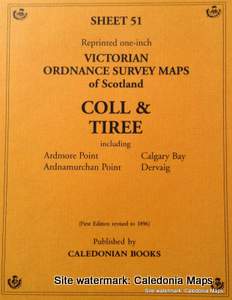 SHEET 51
Reprinted one-inch
VICTORIAN
ORDNANCE SURVEY MAPS
of Scotland
COLL &
TIREE
including
Ardmore Point Calgary Bay
Ardnamurchan Point Dervaig
(First Edition revised to 1896)
Published by
CALEDONIAN BOOKS
Site watermark: Caledonia Maps
Site watermark: Caledonia Maps